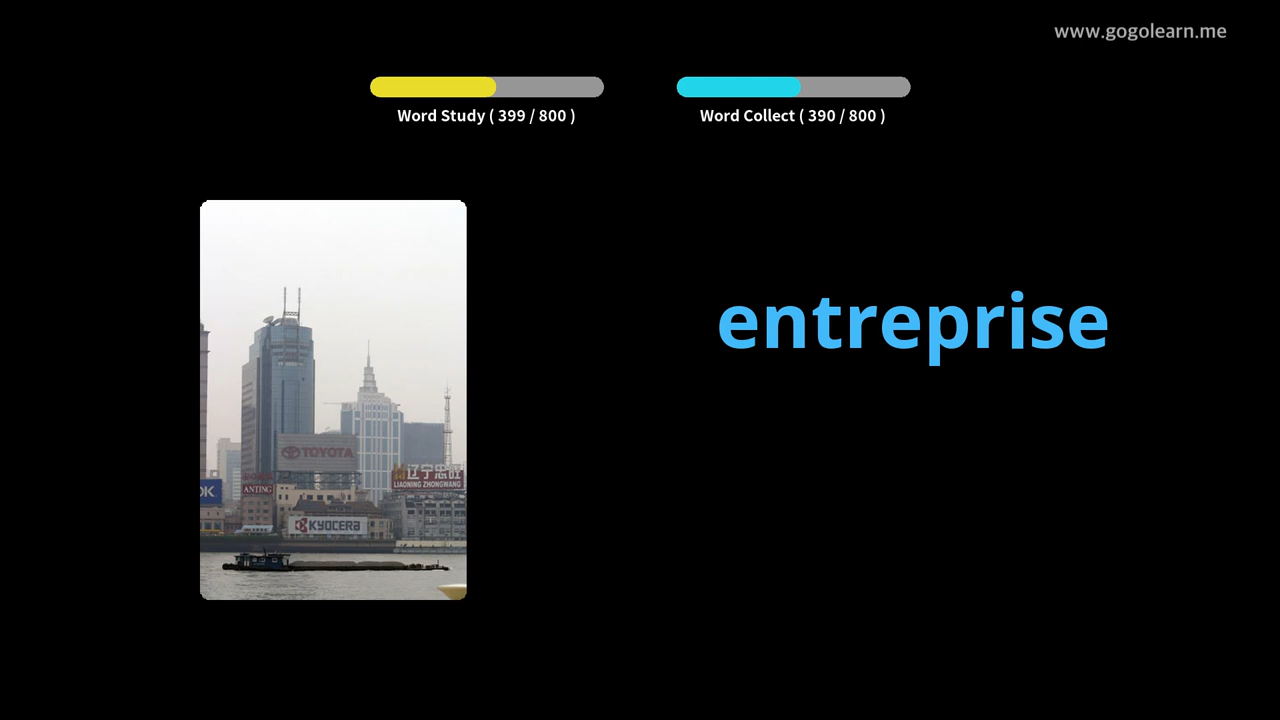 www.gogolearn.me
Word Study ( 399 / 800 )
Word Collect ( 390 / 800 )
entreprise
TOYOTA
辽宁忠旺
LIAONING ZHONGWANG
ANTING
OK
KYOCERA